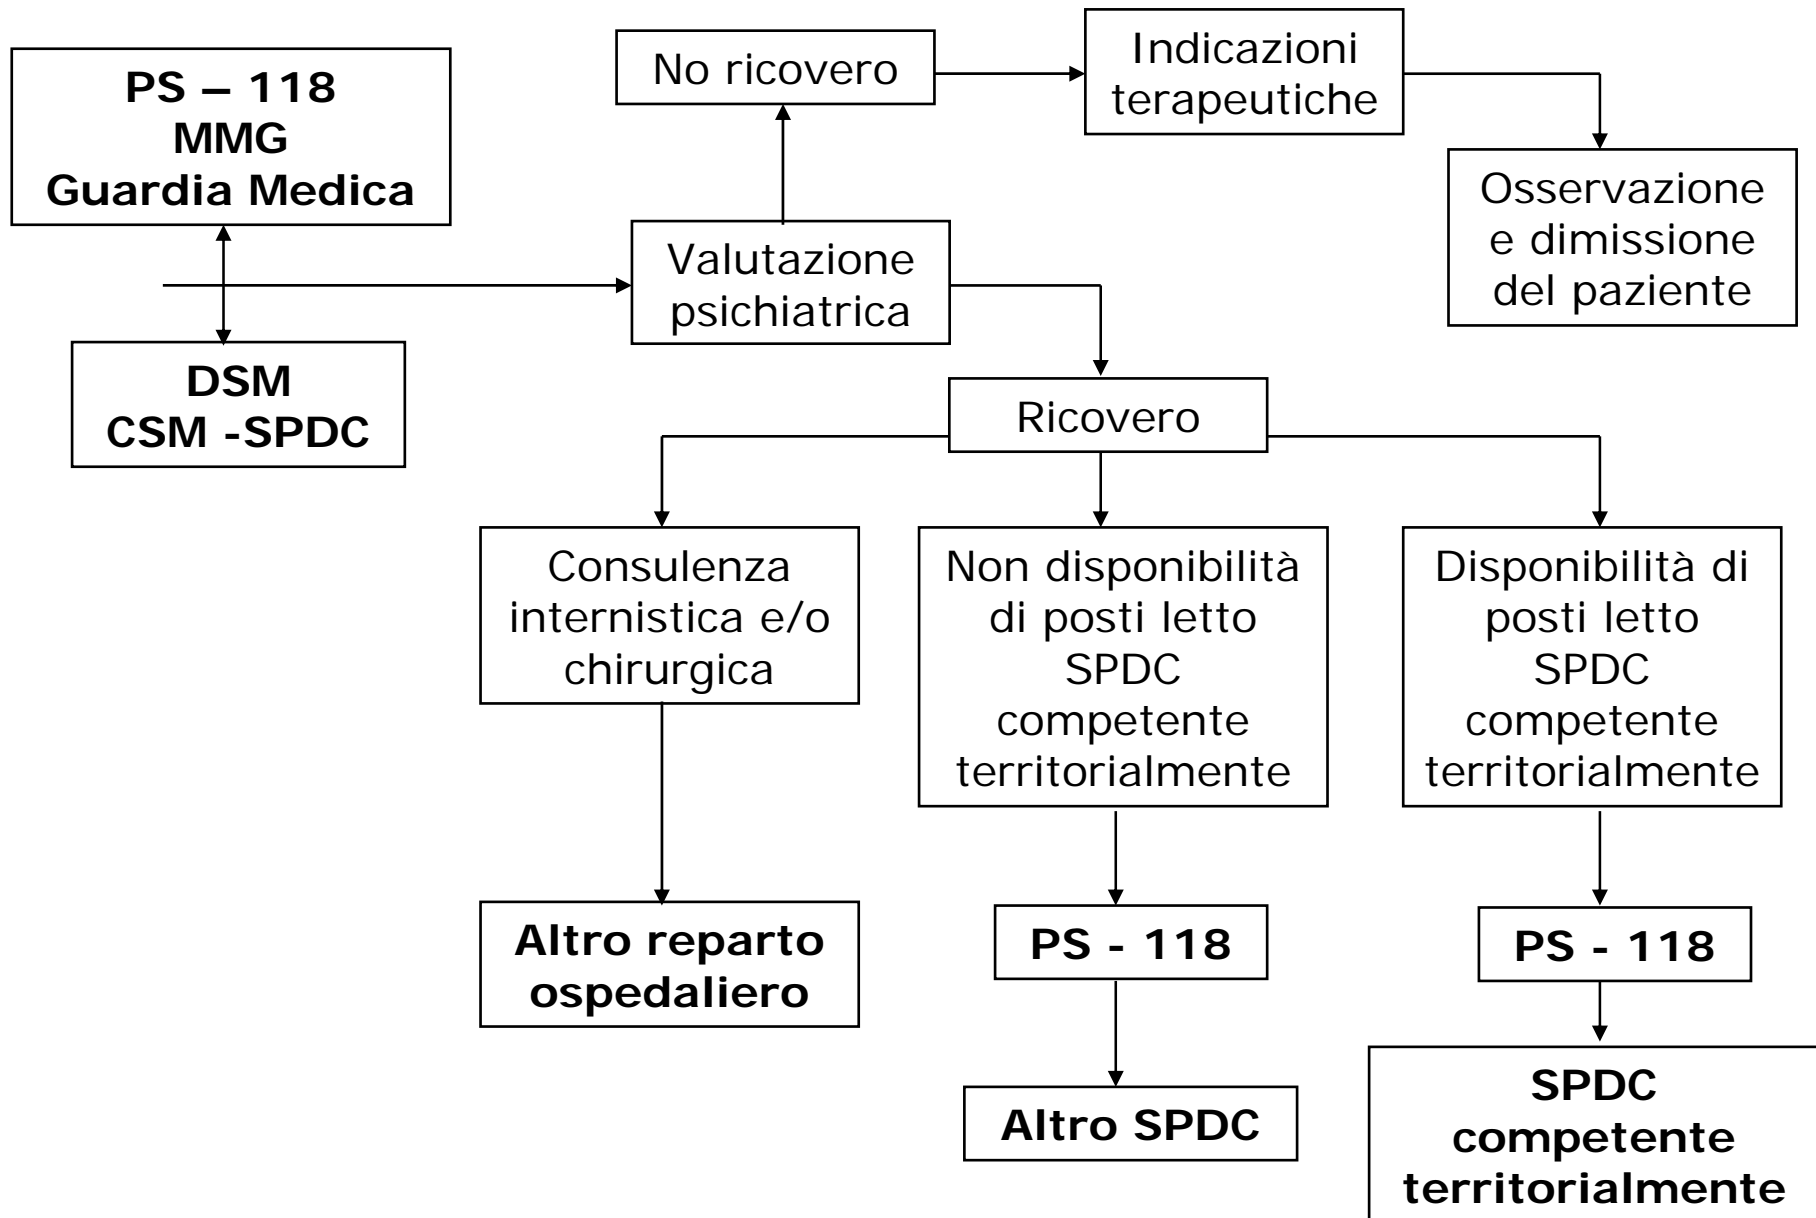 PS – 118
MMG
Guardia Medica
DSM
CSM -SPDC
Valutazione
psichiatrica
No ricovero
Indicazioni
terapeutiche
Osservazione
e dimissione
del paziente
Ricovero
Consulenza
internistica e/o
chirurgica
Altro reparto
ospedaliero
Non disponibilità
di posti letto
SPDC
competente
territorialmente
PS - 118
Altro SPDC
Disponibilità di
posti letto
SPDC
competente
territorialmente
PS - 118
SPDC
competente
territorialmente